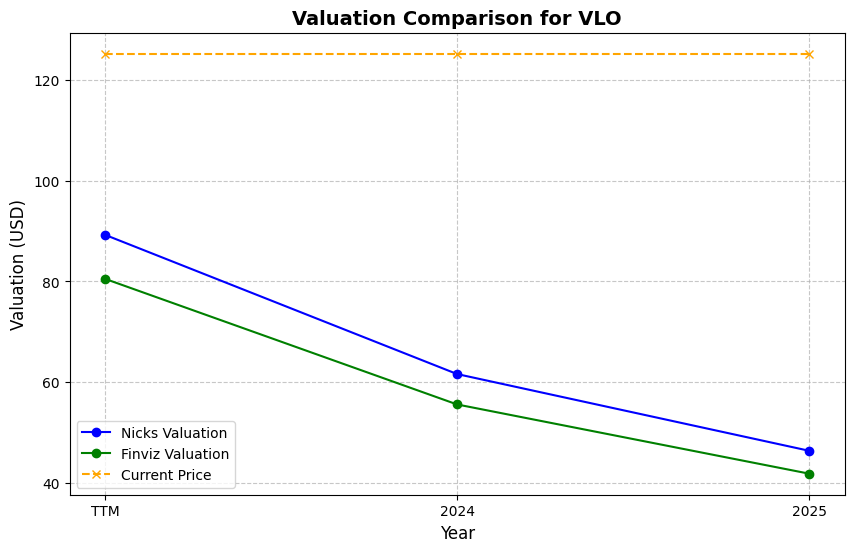 Valuation Comparison for VLO
Valuation (USD)
120
100
80
60
40
Nicks Valuation
Finviz Valuation
Current Price
TTM
2024
2025
Year